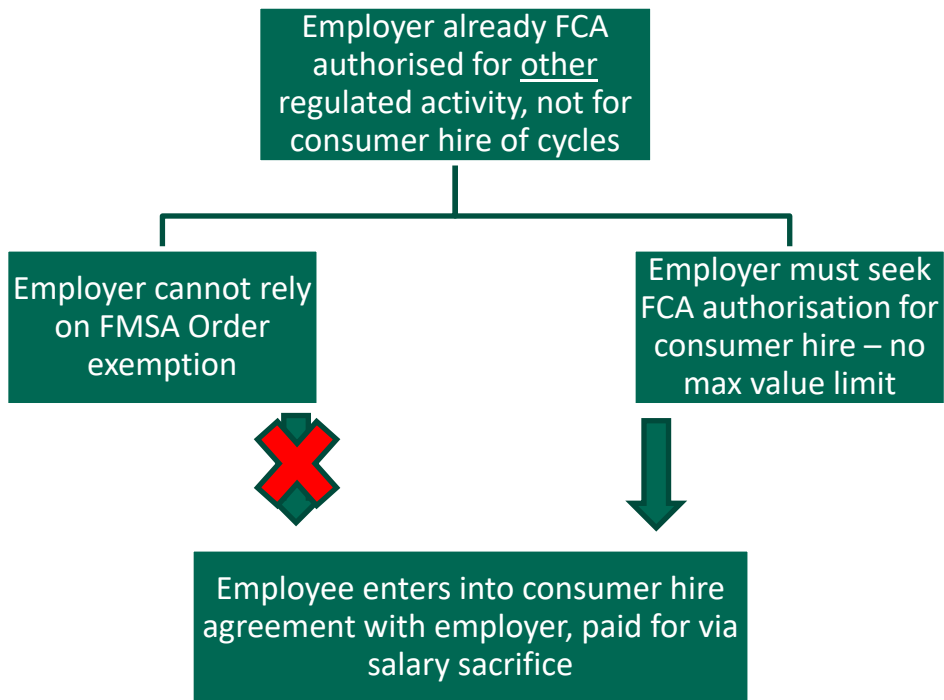 Employer already FCA
authorised for other
regulated activity, not for
consumer hire of cycles
Employer cannot rely
on FMSA Order
exemption
Employer must seek
FCA authorisation for
consumer hire – no
max value limit
Employee enters into consumer hire
agreement with employer, paid for via
salary sacrifice